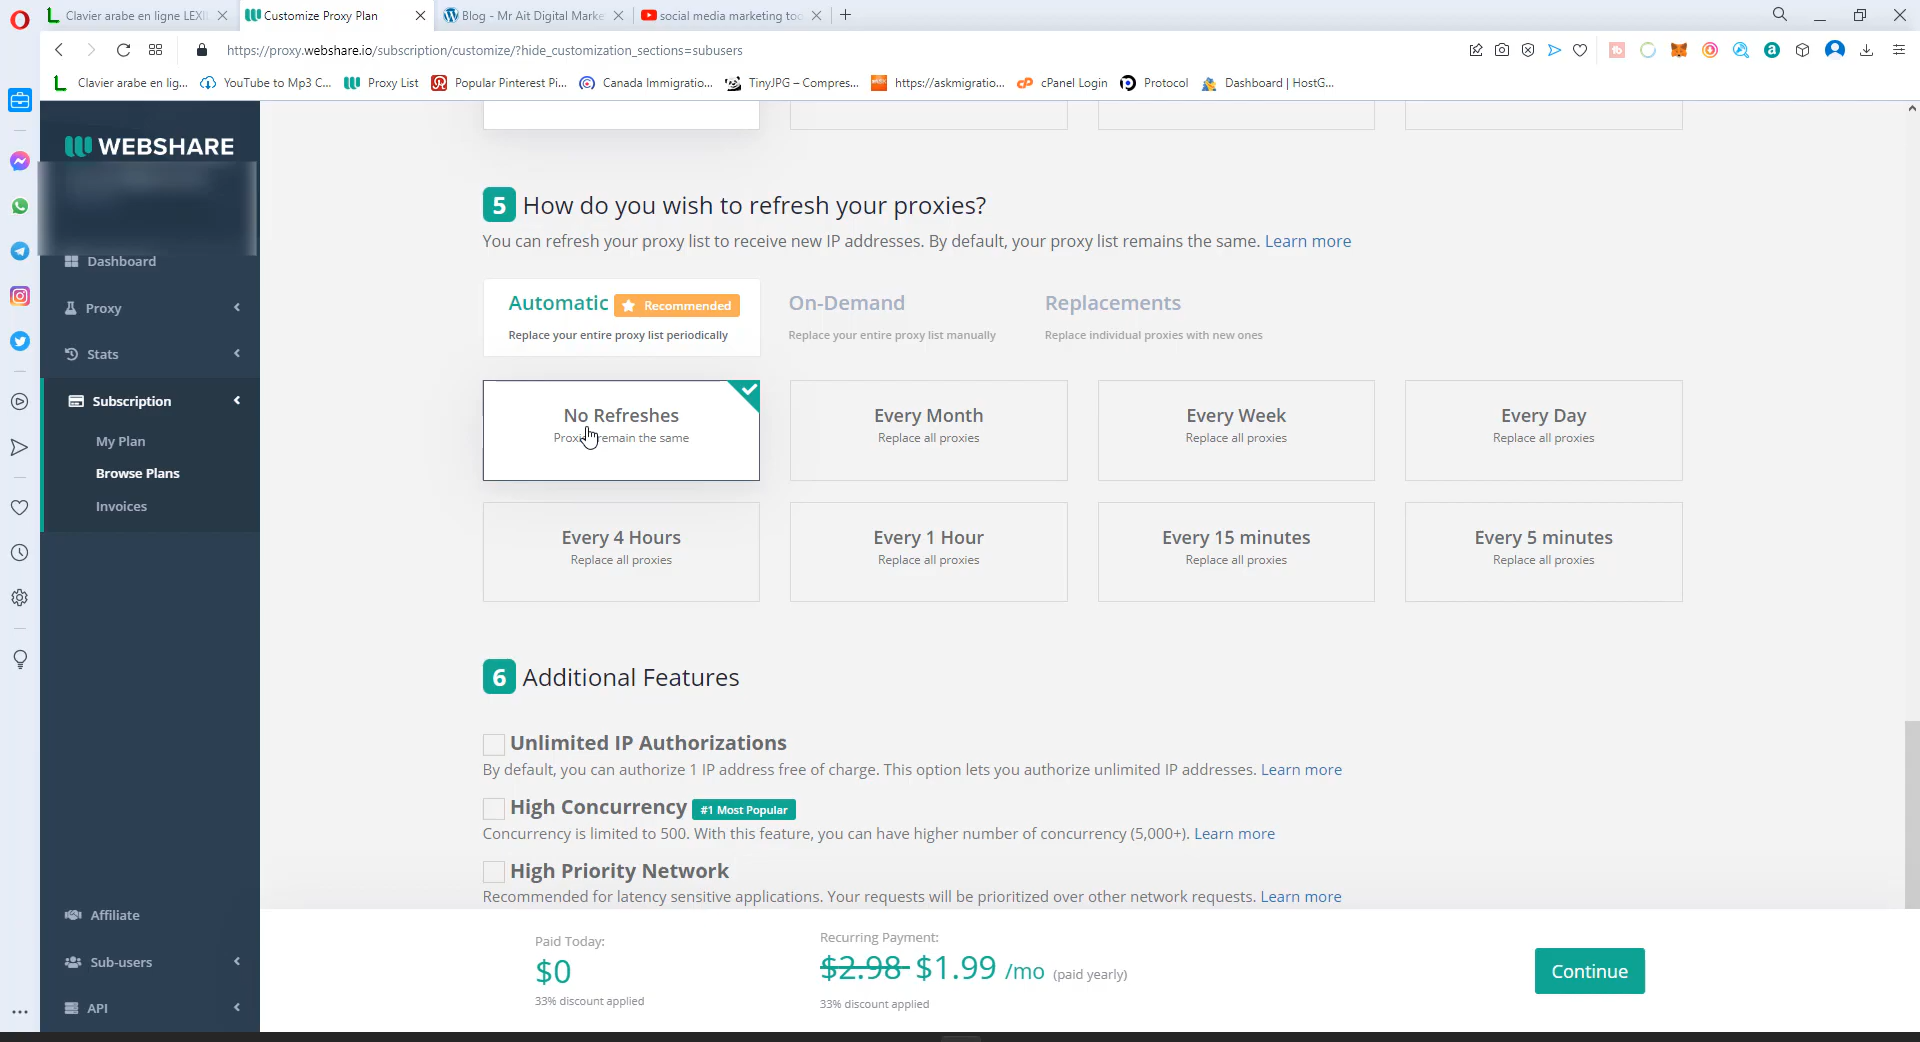 Clavier arabe en ligne LEXI
Customize Proxy Plan
Blog - Mr Ait Digital Marke
social media marketing too
https://proxy.webshare.io/subscription/customize/?hide_customization_sections=subusers
Clavier arabe en lig...
YouTube to Mp3 C...
Proxy List
Popular Pinterest Pi...
Canada Immigratio...
TinyJPG – Compres...
https://askmigratio...
cPanel Login
Protocol
Dashboard | HostG...
WEBSHARE
Dashboard
Proxy
Stats
Subscription
My Plan
Browse Plans
Invoices
Affiliate
Sub-users
API
5 How do you wish to refresh your proxies?
You can refresh your proxy list to receive new IP addresses. By default, your proxy list remains the same. Learn more
Automatic Recommended
Replace your entire proxy list periodically
On-Demand
Replace your entire proxy list manually
Replacements
Replace individual proxies with new ones
No Refreshes
remain the same
Every Month
Replace all proxies
Every Week
Replace all proxies
Every Day
Replace all proxies
Every 4 Hours
Replace all proxies
Every 1 Hour
Replace all proxies
Every 15 minutes
Replace all proxies
Every 5 minutes
Replace all proxies
6 Additional Features
Unlimited IP Authorizations
By default, you can authorize 1 IP address free of charge. This option lets you authorize unlimited IP addresses. Learn more
High Concurrency #1 Most Popular
Concurrency is limited to 500. With this feature, you can have higher number of concurrency (5,000+). Learn more
High Priority Network
Recommended for latency sensitive applications. Your requests will be prioritized over other network requests. Learn more
Paid Today:
$0
33% discount applied
Recurring Payment:
$2.98 $1.99 /mo (paid yearly)
33% discount applied
Continue